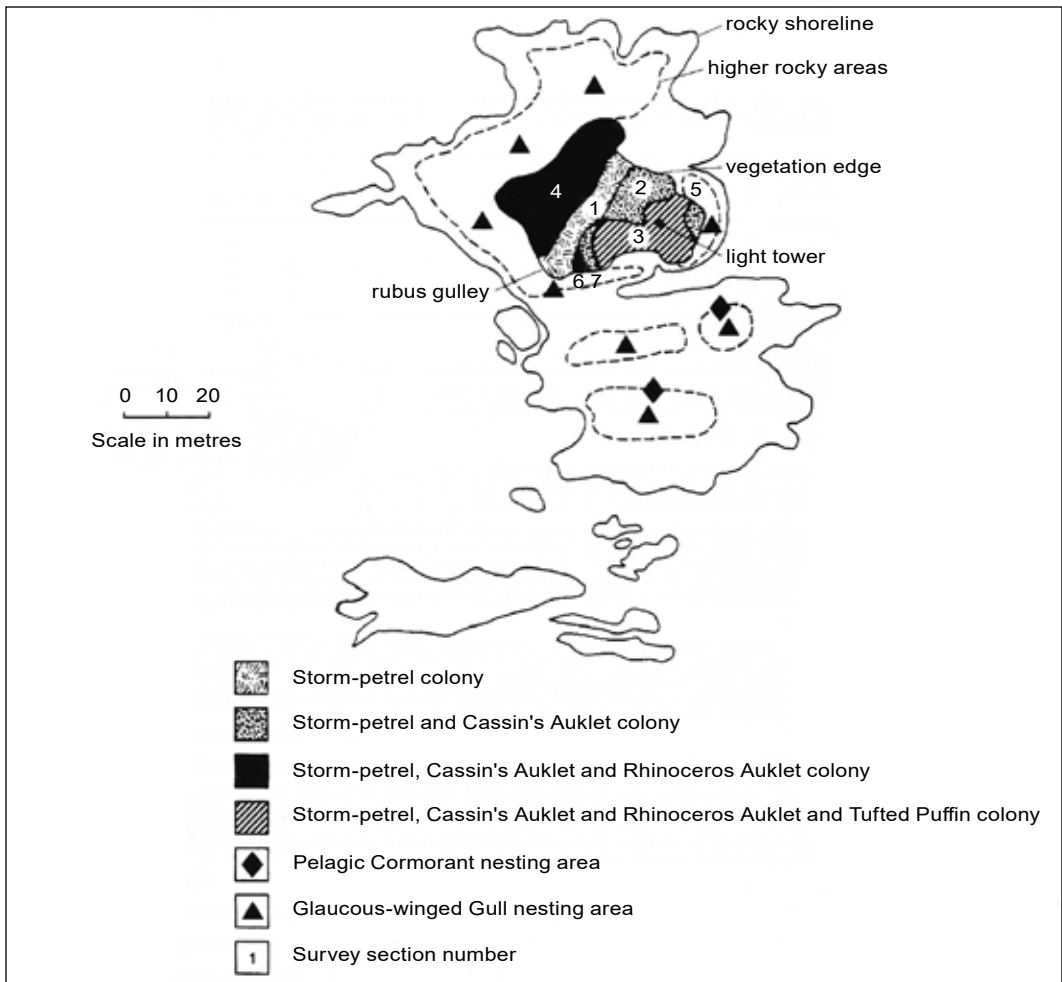 rocky shoreline
higher rocky areas
vegetation edge
4
2
5
1
3
light tower
6 7
rubus gulley
0 10 20
Scale in metres
Storm-petrel colony
Storm-petrel and Cassin's Auklet colony
Storm-petrel, Cassin's Auklet and Rhinoceros Auklet colony
Storm-petrel, Cassin's Auklet and Rhinoceros Auklet and Tufted Puffin colony
Pelagic Cormorant nesting area
Glaucous-winged Gull nesting area
1 Survey section number